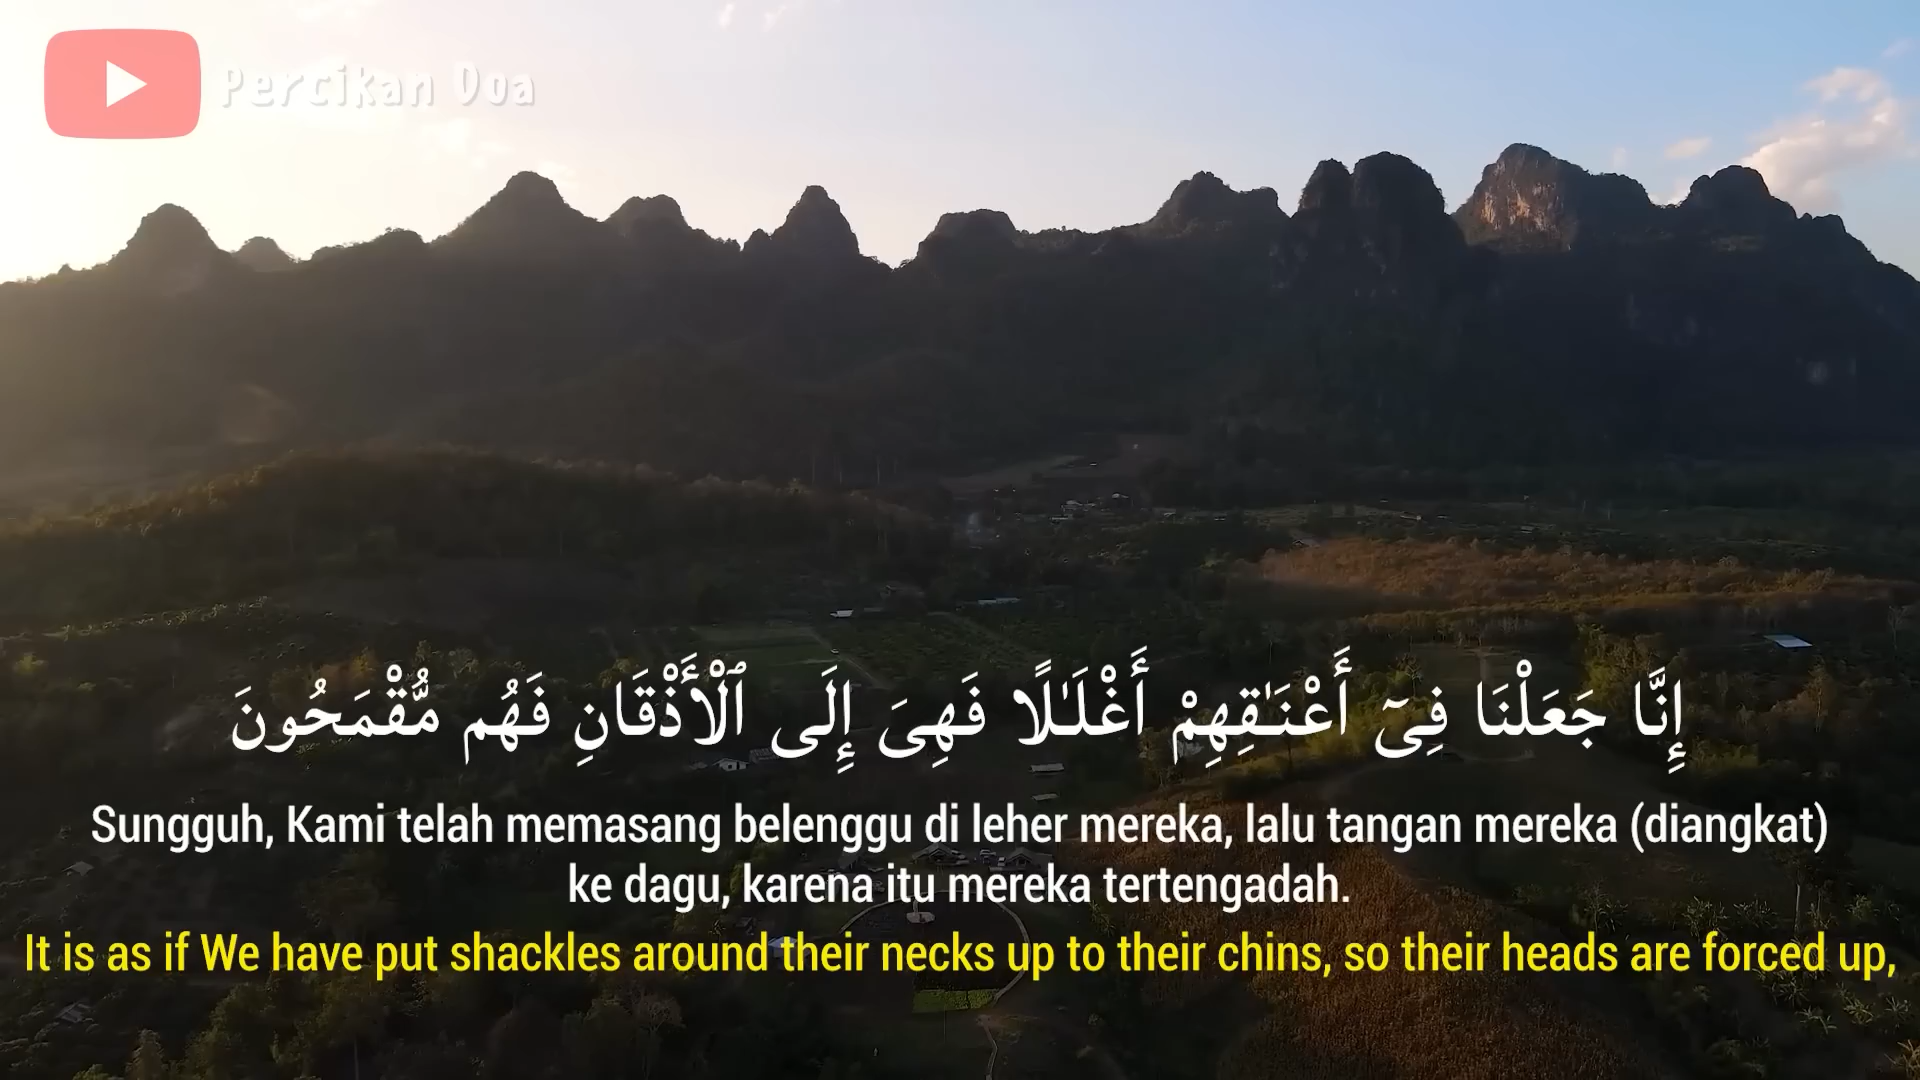 Percikan Doa
إِنَّا جَعَلْنَا فِىٓ أَعْنَـٰقِهِمْ أَغْلَـٰلًا فَهِىَ إِلَى ٱلْأَذْقَانِ فَهُم مُّقْمَحُونَ
Sungguh, Kami telah memasang belenggu di leher mereka, lalu tangan mereka (diangkat)
ke dagu, karena itu mereka tertengadah.
It is as if We have put shackles around their necks up to their chins, so their heads are forced up,